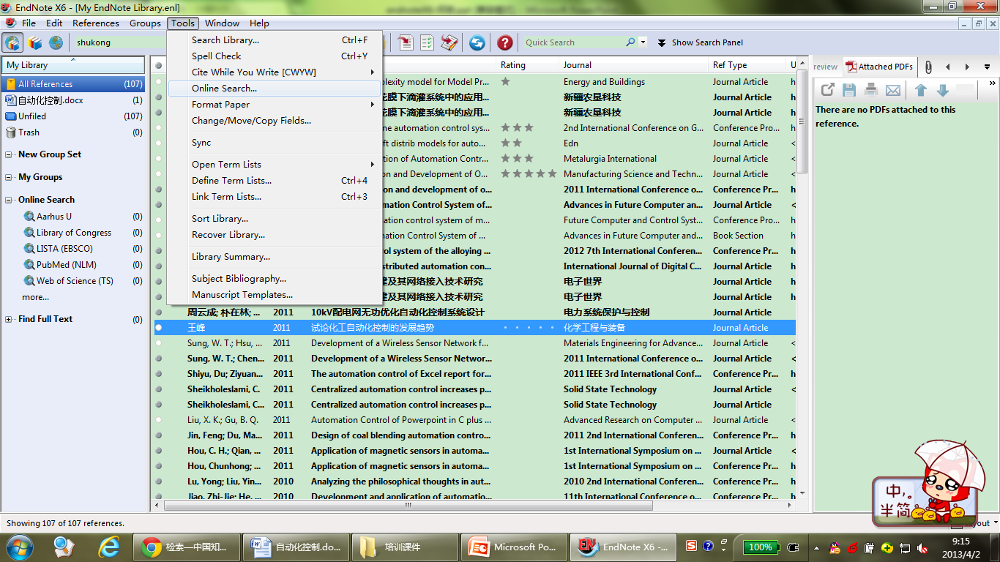 EndNote X6 - [My EndNote Library.enl]
File Edit References Groups Tools Window Help
shukong
Quick Search
Show Search Panel
My Library
All References (107)
自动化控制.docx (1)
Unfiled (107)
Trash (0)
New Group Set
My Groups
Online Search
Aarhus U (0)
Library of Congress (0)
LISTA (EBSCO) (0)
PubMed (NLM) (0)
Web of Science (TS) (0)
more...
Find Full Text (0)
Search Library... Ctrl+F
Spell Check Ctrl+Y
Cite While You Write [CWYW]
Online Search...
Format Paper
Change/Move/Copy Fields...
Sync
Open Term Lists
Define Term Lists... Ctrl+4
Link Term Lists... Ctrl+3
Sort Library...
Recover Library...
Library Summary...
Subject Bibliography...
Manuscript Templates...
Rating Journal Ref Type U
plexity model for Model Pr... Energy and Buildings Journal Article h
花膜下滴灌系统中的应用... 新疆农垦科技 Journal Article
花膜下滴灌系统中的应用... 新疆农垦科技 Journal Article
ne automation control sys... 2nd International Conference on G... Conference Pro... h
ft distrib models for auto... Edn Journal Article <
tion of Automation Contr... Metalurgia International Journal Article <
on and Development of O... Manufacturing Science and Techn... Journal Article <
on and development of o... 2011 International Conference o... Conference Pr... h
mation Control System of... Advances in Future Computer an... Journal Article <
mation control system of m... Future Computer and Control Syst... Conference Pro... h
mation Control System of ... Advances in Future Computer and... Book Section h
ol system of the alloying ... 2012 7th International Conferen... Conference Pr... h
stributed automation con... International Journal of Digital C... Journal Article h
建及其网络接入技术研究 电子世界 Journal Article h
建及其网络接入技术研究 电子世界 Journal Article h
周云成; 朴在林; ... 2011 10kV配电网无功优化自动化控制系统设计 电力系统保护与控制 Journal Article
王峰 2011 试论化工自动化控制的发展趋势 化学工程与装备 Journal Article
Sung, W. T.; Hsu, ... 2011 Development of a Wireless Sensor Network f... Materials Engineering for Advance... Journal Article
Sung, W. T.; Chen... 2011 Development of a Wireless Sensor Networ... 2011 International Conference o... Journal Article <
Shiyu, Du; Ziyuan... 2011 The automation control of Excel report for... 2011 IEEE 3rd International Conf... Conference Pr... h
Sheikholeslami, C. 2011 Centralized automation control increases p... Solid State Technology Journal Article <
Sheikholeslami, C... 2011 Centralized automation control increases p... Solid State Technology Journal Article
Liu, X. K.; Gu, B. Q. 2011 Automation Control of Powerpoint in C plus ... Advanced Research on Computer ... Journal Article <
Jin, Feng; Du, Ma... 2011 Design of coal blending automation contro... 2011 2nd International Conferen... Conference Pr... h
Hou, C. H.; Qian, ... 2011 Application of magnetic sensors in automa... 1st International Symposium on ... Journal Article <
Hou, Chunhong; ... 2011 Application of magnetic sensors in automa... 1st International Symposium on ... Conference Pr... h
Lu, Yong; Liu, Yin... 2010 Analyzing the philosophical thoughts in aut... 2010 2nd International Conferen... Conference Pr... h
Jiao, Zhi-Jie; He, ... 2010 Development and application of automatio... 11th International Conference o... Conference Pr... h
review Attached PDFs
There are no PDFs attached to this
reference.
中,。
半简
Showing 107 of 107 references.
检索—中国知...
自动化控制.do...
培训课件
Microsoft Po...
EndNote X6 -...
100%
9:15
2013/4/2